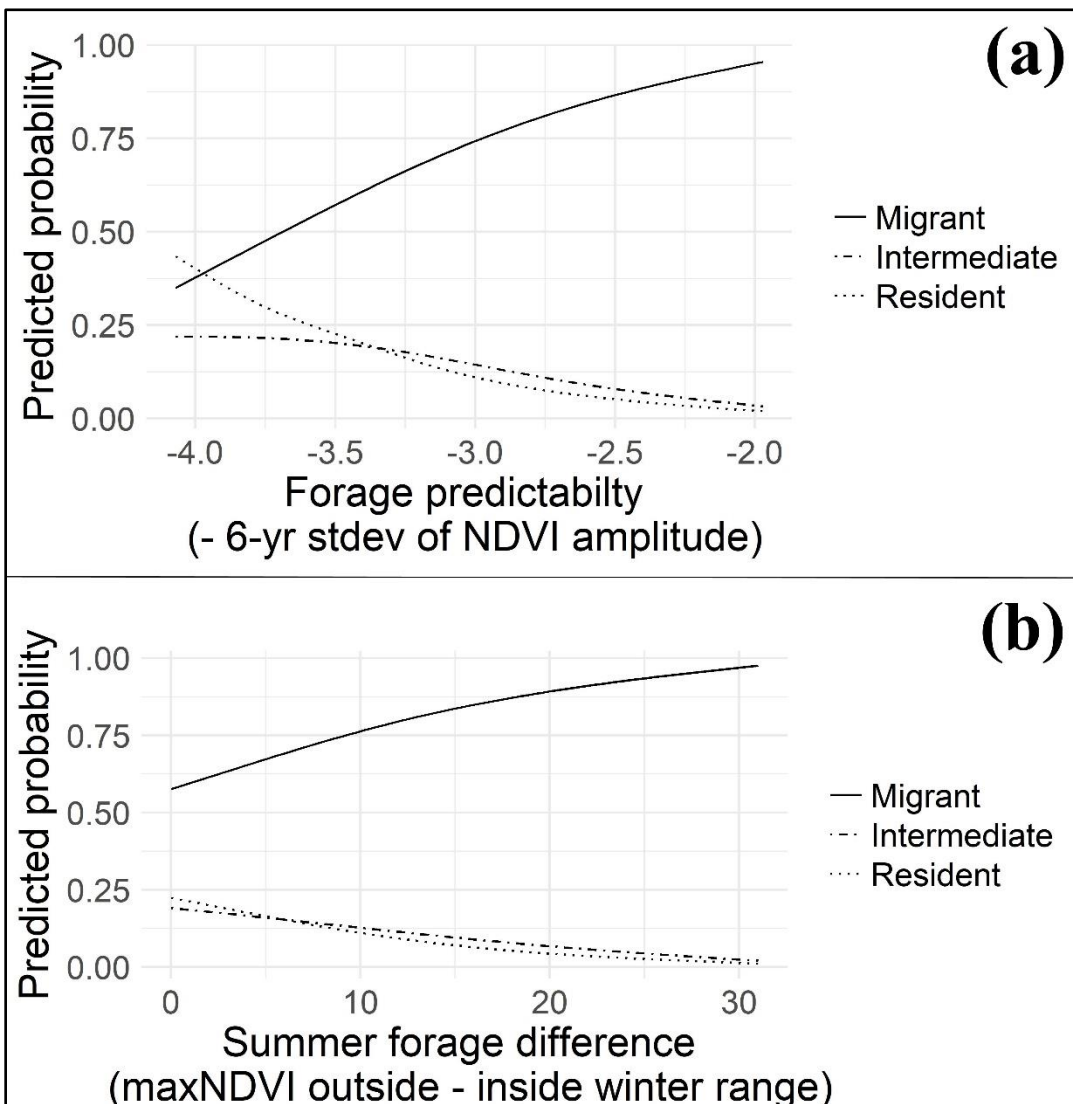 (a)
Predicted probability
1.00
0.75
0.50
0.25
0.00
-4.0 -3.5 -3.0 -2.5 -2.0
Forage predictabilty
(- 6-yr stdev of NDVI amplitude)
Migrant
Intermediate
Resident
(b)
Predicted probability
1.00
0.75
0.50
0.25
0.00
0 10 20 30
Summer forage difference
(maxNDVI outside - inside winter range)
Migrant
Intermediate
Resident